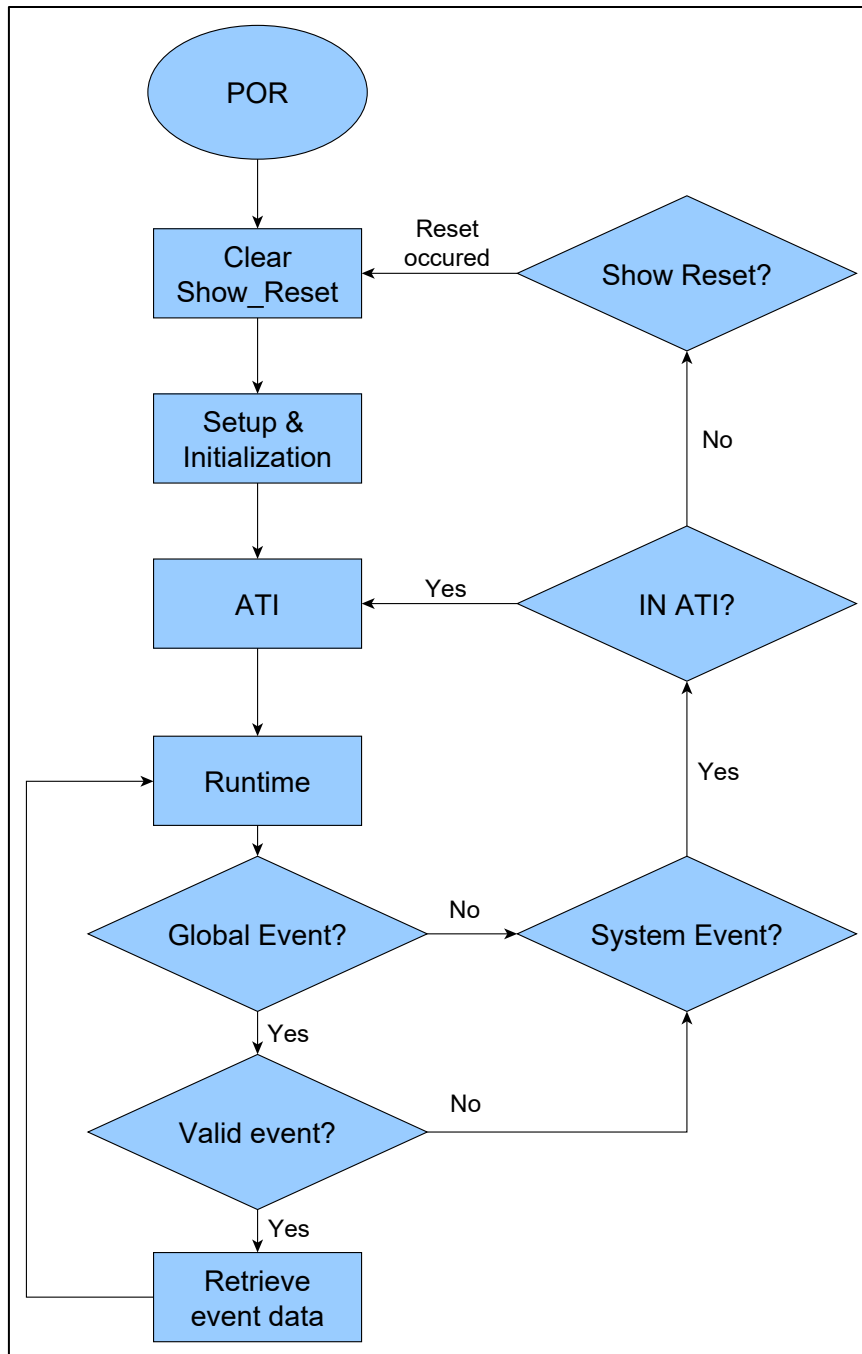 POR
Clear
Show_Reset
Reset
occured
Show Reset?
Setup &
Initialization
No
ATI
Yes
IN ATI?
Runtime
Yes
Global Event?
No
System Event?
Yes
Valid event?
No
Yes
Retrieve
event data